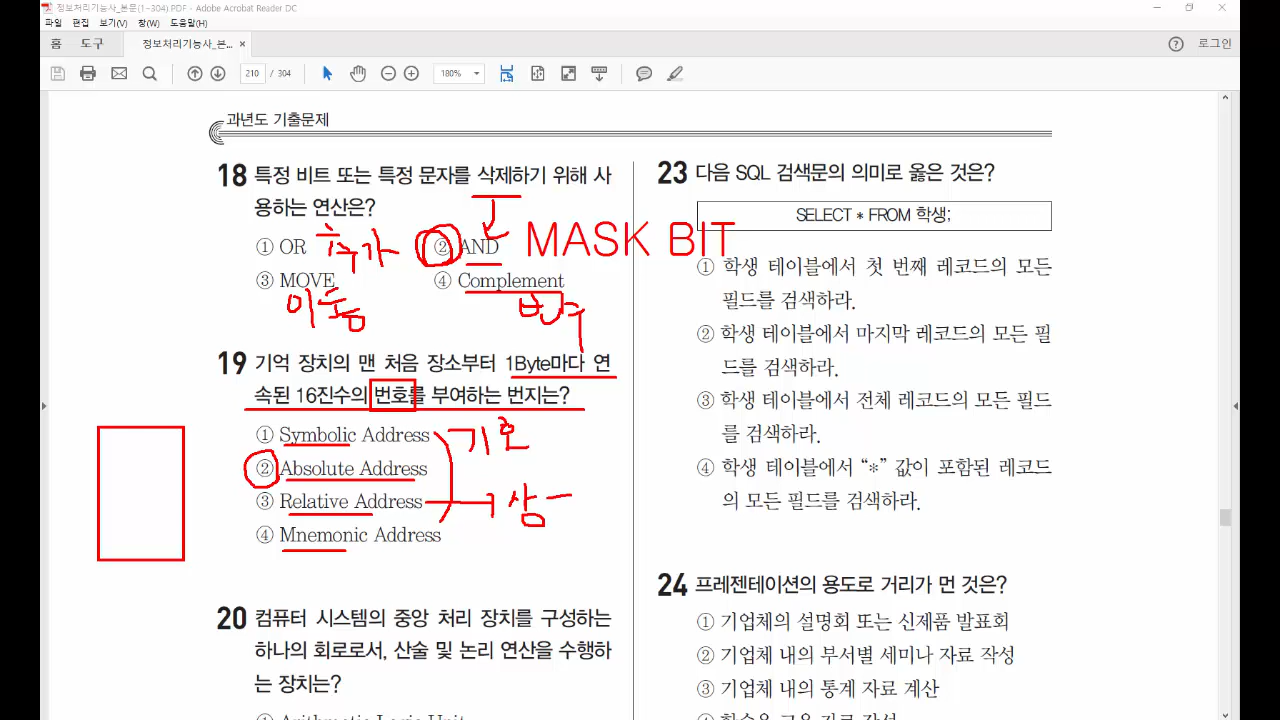 정보처리기능사_본문(1~304).PDF - Adobe Acrobat Reader DC
파일 편집 보기(V) 창(W) 도움말(H)
홈 도구 정보처리기능사_본... × 로그인
210 / 304 180%
과년도 기출문제
18 특정 비트 또는 특정 문자를 삭제하기 위해 사
용하는 연산은?
① OR 추가 ② AND MASK BIT
③ MOVE ④ Complement
이동 반주
19 기억 장치의 맨 처음 장소부터 1Byte마다 연
속된 16진수의 번호를 부여하는 번지는?
① Symbolic Address 기호
② Absolute Address
③ Relative Address 상
④ Mnemonic Address
20 컴퓨터 시스템의 중앙 처리 장치를 구성하는
하나의 회로로서, 산술 및 논리 연산을 수행하
는 장치는?
① Arithmetic Logic Unit
23 다음 SQL 검색문의 의미로 옳은 것은?
SELECT * FROM 학생;
① 학생 테이블에서 첫 번째 레코드의 모든
필드를 검색하라.
② 학생 테이블에서 마지막 레코드의 모든 필
드를 검색하라.
③ 학생 테이블에서 전체 레코드의 모든 필드
를 검색하라.
④ 학생 테이블에서 “*” 값이 포함된 레코드
의 모든 필드를 검색하라.
24 프레젠테이션의 용도로 거리가 먼 것은?
① 기업체의 설명회 또는 신제품 발표회
② 기업체 내의 부서별 세미나 자료 작성
③ 기업체 내의 통계 자료 계산
④ 학습용 교육 자료 작성